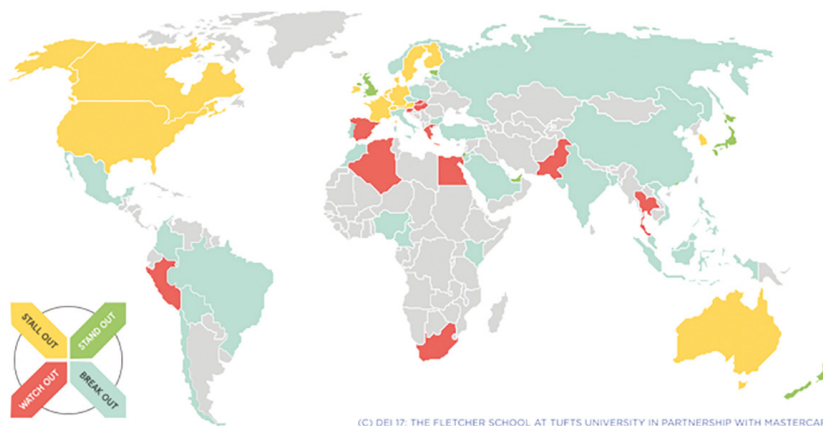 STALL OUT
STAND OUT
WATCH OUT
BREAK OUT
(C) DEI 17: THE FLETCHER SCHOOL AT TUFTS UNIVERSITY IN PARTNERSHIP WITH MASTERCAR